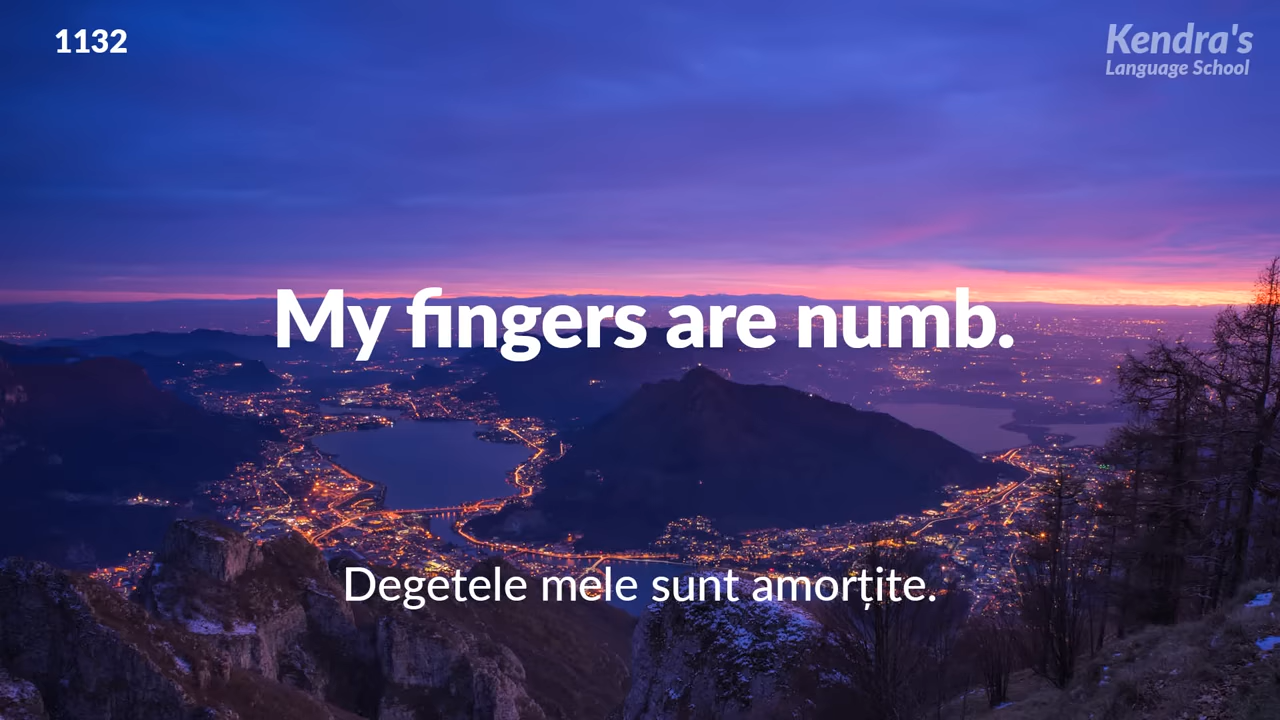 1132
Kendra's
Language School
My fingers are numb.
Degetele mele sunt amorțite.